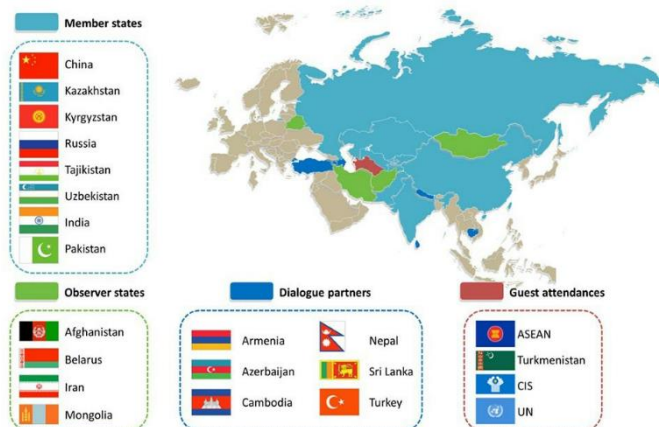 Member states
China
Kazakhstan
Kyrgyzstan
Russia
Tajikistan
Uzbekistan
India
Pakistan
Observer states
Afghanistan
Belarus
Iran
Mongolia
Dialogue partners
Armenia
Azerbaijan
Cambodia
Nepal
Sri Lanka
Turkey
Guest attendances
ASEAN
Turkmenistan
CIS
UN